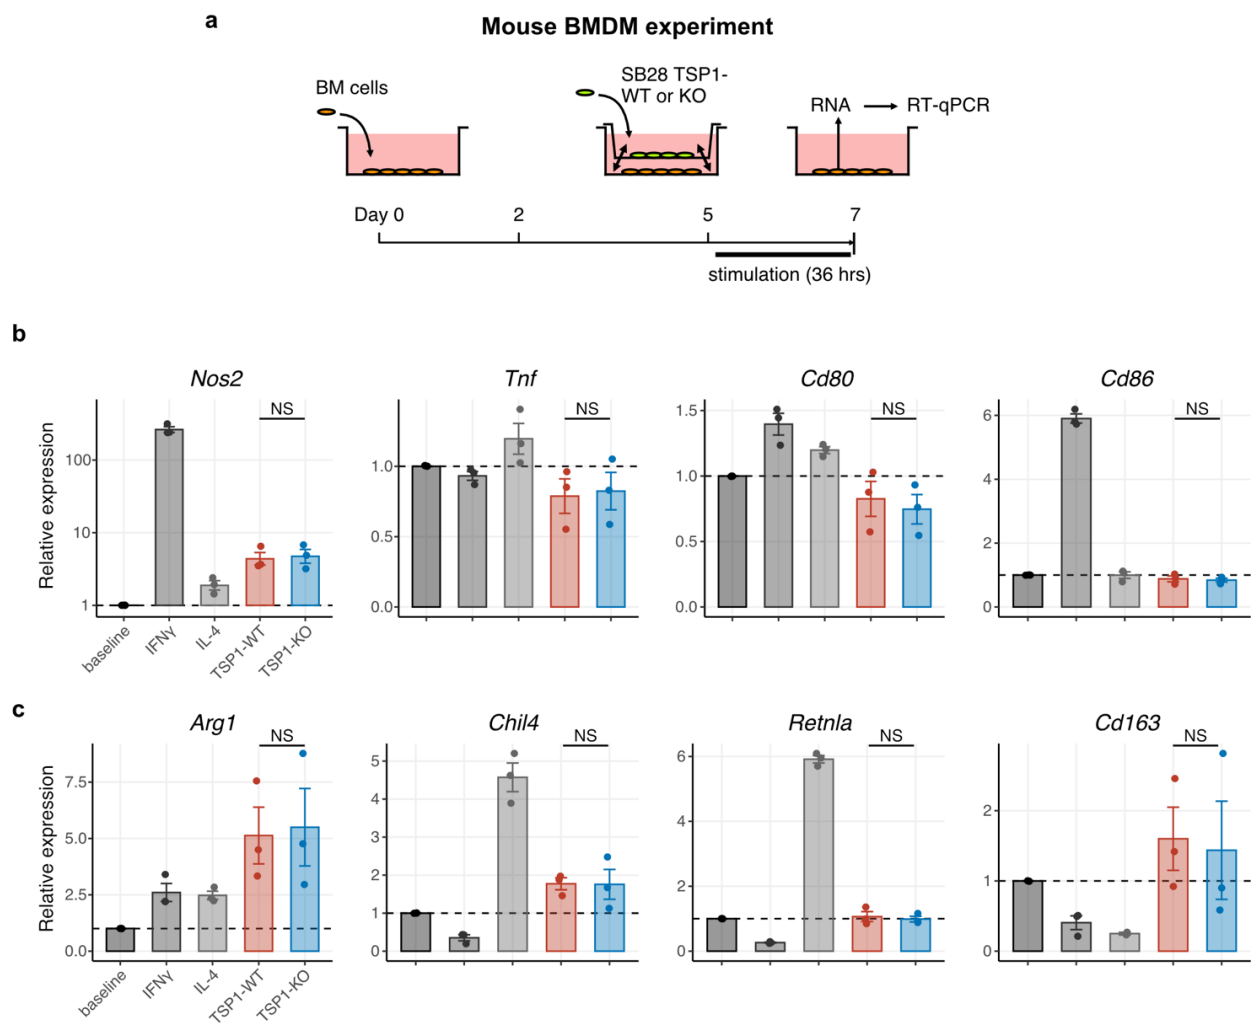 a
Mouse BMDM experiment
BM cells
SB28 TSP1-
WT or KO
RNA
RT-qPCR
Day 0
2
5
7
stimulation (36 hrs)
b
Nos2
Relative expression
100
10
1
NS
baseline
IFNγ
IL-4
TSP1-WT
TSP1-KO
Tnf
1.0
0.5
0.0
NS
Cd80
1.5
1.0
0.5
0.0
NS
Cd86
6
4
2
0
NS
c
Arg1
Relative expression
7.5
5.0
2.5
0.0
NS
baseline
IFNγ
IL-4
TSP1-WT
TSP1-KO
Chil4
5
4
3
2
1
0
NS
Retnla
6
4
2
0
NS
Cd163
2
1
0
NS